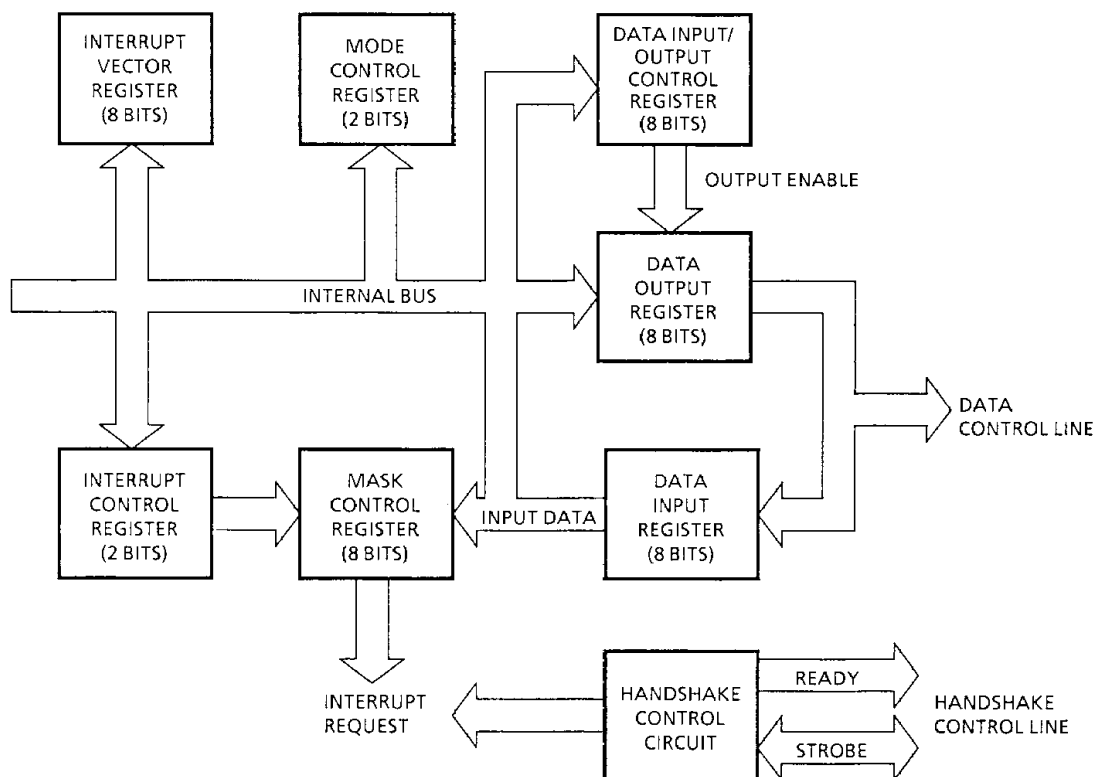 INTERRUPT
VECTOR
REGISTER
(8 BITS)
MODE
CONTROL
REGISTER
(2 BITS)
DATA INPUT/
OUTPUT
CONTROL
REGISTER
(8 BITS)
OUTPUT ENABLE
INTERNAL BUS
DATA
OUTPUT
REGISTER
(8 BITS)
DATA
CONTROL LINE
INTERRUPT
CONTROL
REGISTER
(2 BITS)
MASK
CONTROL
REGISTER
(8 BITS)
INPUT DATA
DATA
INPUT
REGISTER
(8 BITS)
INTERRUPT
REQUEST
HANDSHAKE
CONTROL
CIRCUIT
READY
STROBE
HANDSHAKE
CONTROL LINE